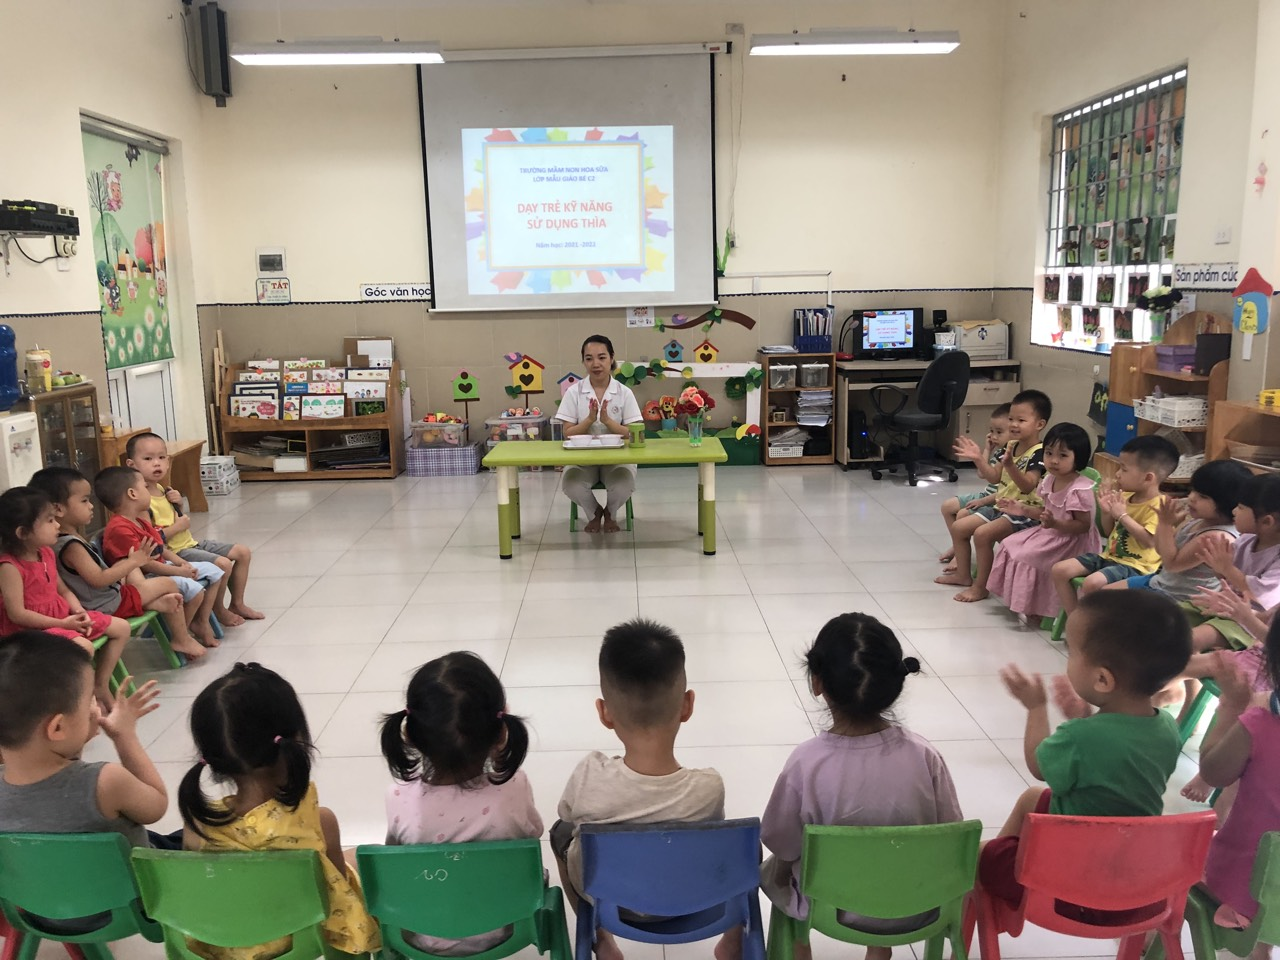 TRƯỜNG MẦM NON HOA SỮA
LỚP MẪU GIÁO BÉ C2
DẠY TRẺ KỸ NĂNG
SỬ DỤNG THÌA
Năm học: 2001 -2022
TẮT
Góc văn học
Sản phẩm của